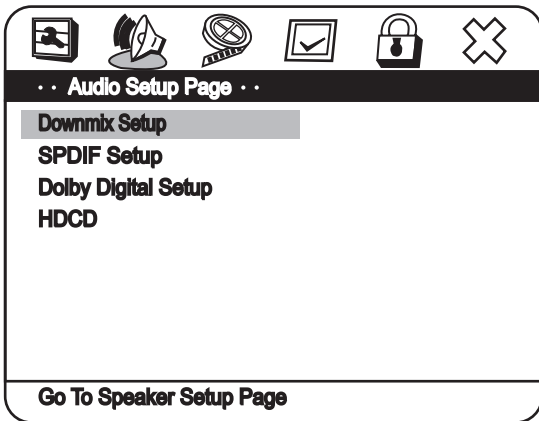 · · Audio Setup Page · ·
Downmix Setup
SPDIF Setup
Dolby Digital Setup
HDCD
Go To Speaker Setup Page